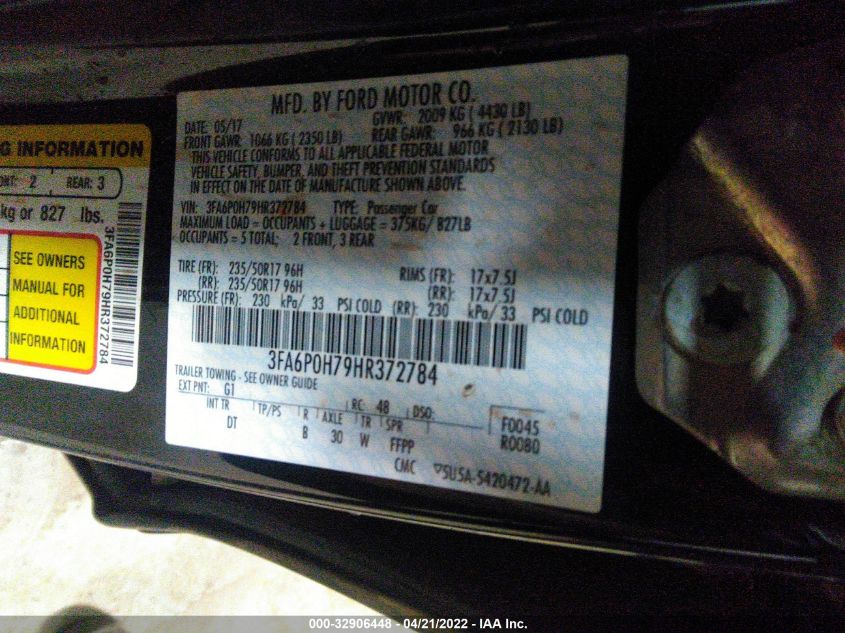 MFD. BY FORD MOTOR CO.
DATE: 05/17 GVWR: 2009 KG ( 4430 LB)
FRONT GAWR: 1066 KG ( 2350 LB) REAR GAWR: 966 KG ( 2130 LB)
THIS VEHICLE CONFORMS TO ALL APPLICABLE FEDERAL MOTOR
VEHICLE SAFETY, BUMPER, AND THEFT PREVENTION STANDARDS
IN EFFECT ON THE DATE OF MANUFACTURE SHOWN ABOVE.
VIN: 3FA6P0H79HR372784 TYPE: Passenger Car
MAXIMUM LOAD = OCCUPANTS + LUGGAGE = 375KG/ 827LB
OCCUPANTS = 5 TOTAL; 2 FRONT, 3 REAR
TIRE (FR): 235/50R17 96H RIMS (FR): 17x7.5J
(RR): 235/50R17 96H (RR): 17x7.5J
PRESSURE (FR): 230 kPa/ 33 PSI COLD (RR): 230 kPa/33 PSI COLD
3FA6P0H79HR372784
TRAILER TOWING - SEE OWNER GUIDE
EXT PNT: G1 RC: 48 DSO:
INT TR TP/PS R AXLE TR SPR F0045
DT B 30 W FFPP R0080
CMC ▽5U5A-5420472-AA
G INFORMATION
NT: 2 REAR: 3
kg or 827 lbs.
SEE OWNERS
MANUAL FOR
ADDITIONAL
INFORMATION
3FA6P0H79HR372784
000-32906448 - 04/21/2022 - IAA Inc.